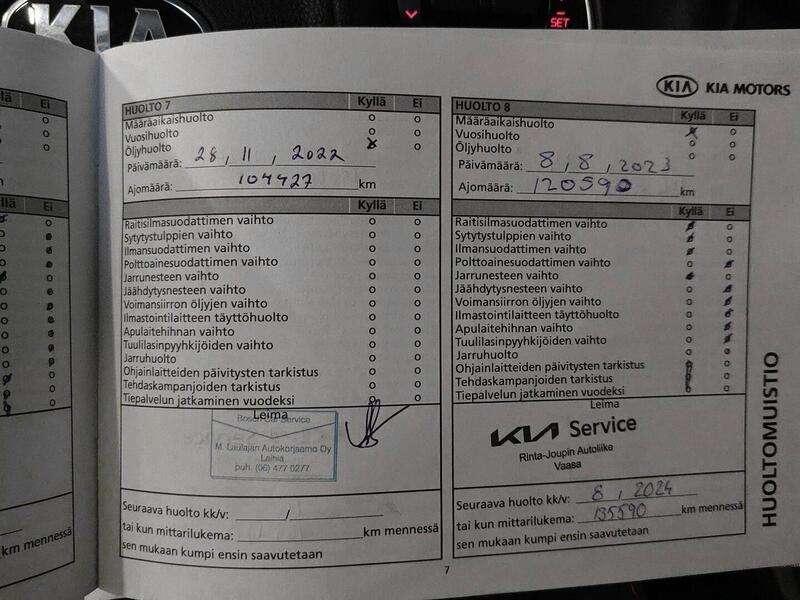 KIA
SET
KIA KIA MOTORS
Ei
HUOLTO 7 Kyllä Ei
Määräaikaishuolto
Vuosihuolto
Öljyhuolto
Päivämäärä: 28, 11, 2022
Ajomäärä: 104427 km
Kyllä Ei
Raitisilmasuodattimen vaihto
Sytytystulppien vaihto
Ilmansuodattimen vaihto
Polttoainesuodattimen vaihto
Jarrunesteen vaihto
Jäähdytysnesteen vaihto
Voimansiirron öljyjen vaihto
Ilmastointilaitteen täyttöhuolto
Apulaitehihnan vaihto
Tuulilasinpyyhkijöiden vaihto
Jarruhuolto
Ohjainlaitteiden päivitysten tarkistus
Tehdaskampanjoiden tarkistus
Tiepalvelun jatkaminen vuodeksi
Leima
Bosch Car Service
M. Laulajan Autokorjaamo Oy
Laihia
puh. (06) 477 0277
Seuraava huolto kk/v: /
tai kun mittarilukema: km mennessä
sen mukaan kumpi ensin saavutetaan
7
HUOLTO 8 Kyllä Ei
Määräaikaishuolto
Vuosihuolto
Öljyhuolto
Päivämäärä: 8, 8, 2023
Ajomäärä: 120590 km
Kyllä Ei
Raitisilmasuodattimen vaihto
Sytytystulppien vaihto
Ilmansuodattimen vaihto
Polttoainesuodattimen vaihto
Jarrunesteen vaihto
Jäähdytysnesteen vaihto
Voimansiirron öljyjen vaihto
Ilmastointilaitteen täyttöhuolto
Apulaitehihnan vaihto
Tuulilasinpyyhkijöiden vaihto
Jarruhuolto
Ohjainlaitteiden päivitysten tarkistus
Tehdaskampanjoiden tarkistus
Tiepalvelun jatkaminen vuodeksi
Leima
KIA Service
Rinta-Joupin Autoliike
Vaasa
Seuraava huolto kk/v: 8, 2024
tai kun mittarilukema: 135590 km mennessä
sen mukaan kumpi ensin saavutetaan
HUOLTOMUISTIO
Ei
km
Ei
km mennessä